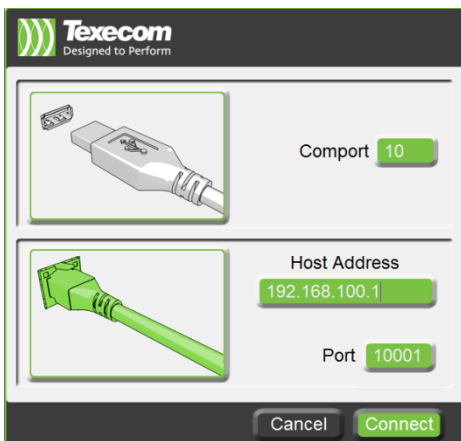 Texecom
Designed to Perform
Comport 10
Host Address
192.168.100.1
Port 10001
Cancel Connect